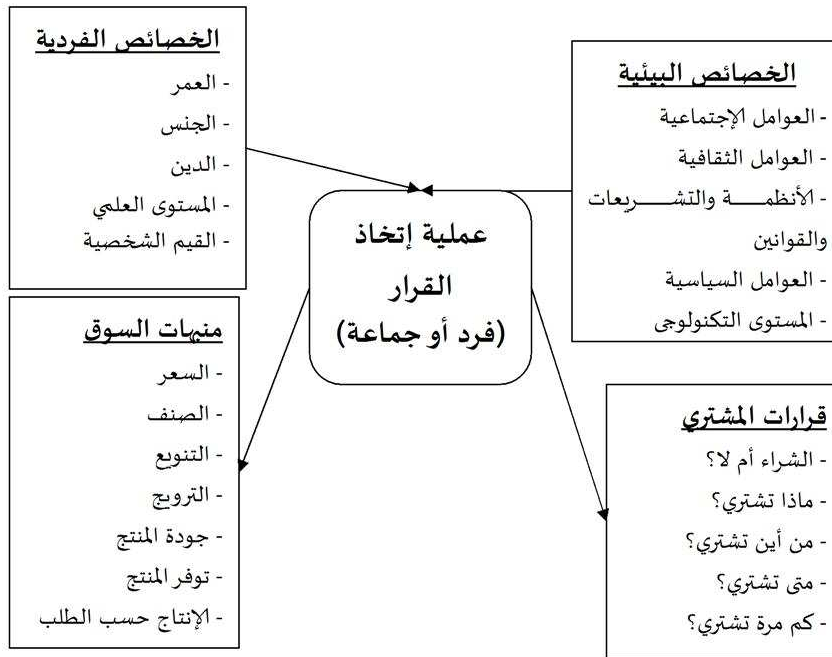 الخصائص الفردية
- العمر
- الجنس
- الدين
- المستوى العلمي
- القيم الشخصية
الخصائص البيئية
- العوامل الإجتماعية
- العوامل الثقافية
- الأنظمة والتشريعات
والقوانين
- العوامل السياسية
- المستوى التكنولوجى
عملية إتخاذ
القرار
(فرد أو جماعة)
منبهات السوق
- السعر
- الصنف
- التنويع
- الترويج
- جودة المنتج
- توفر المنتج
- الإنتاج حسب الطلب
قرارات المشتري
- الشراء أم لا؟
- ماذا تشتري؟
- من أين تشتري؟
- متى تشتري؟
- كم مرة تشتري؟